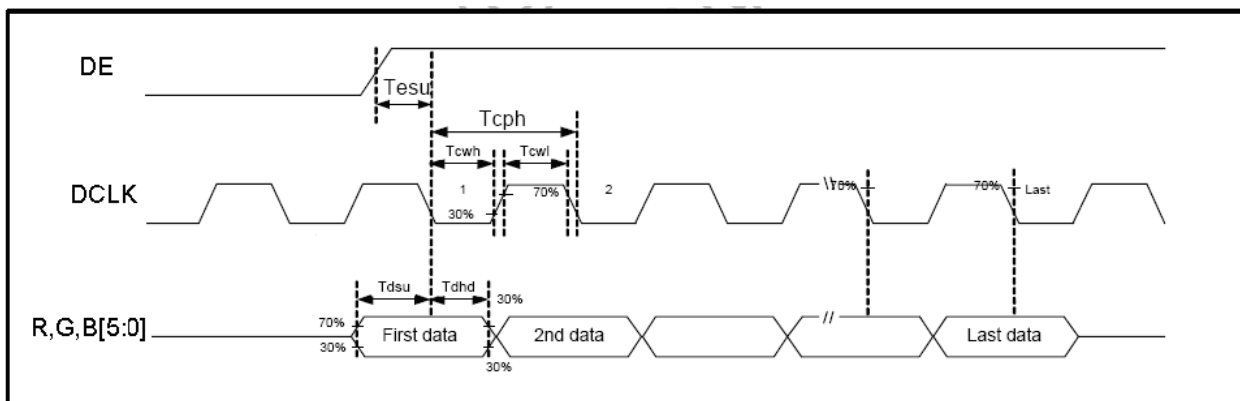 DE
Tesu
Tcph
Tcwh
Tcwl
DCLK
1
70%
2
70%
70%
Last
30%
Tdsu
Tdhd
30%
R,G,B[5:0]
70%
First data
2nd data
//
Last data
30%
30%